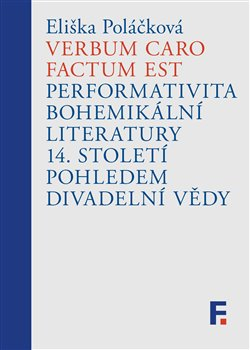 Eliška Poláčková
VERBUM CARO
FACTUM EST
PERFORMATIVITA
BOHEMIKÁLNÍ
LITERATURY
14. STOLETÍ
POHLEDEM
DIVADELNÍ VĚDY
F.